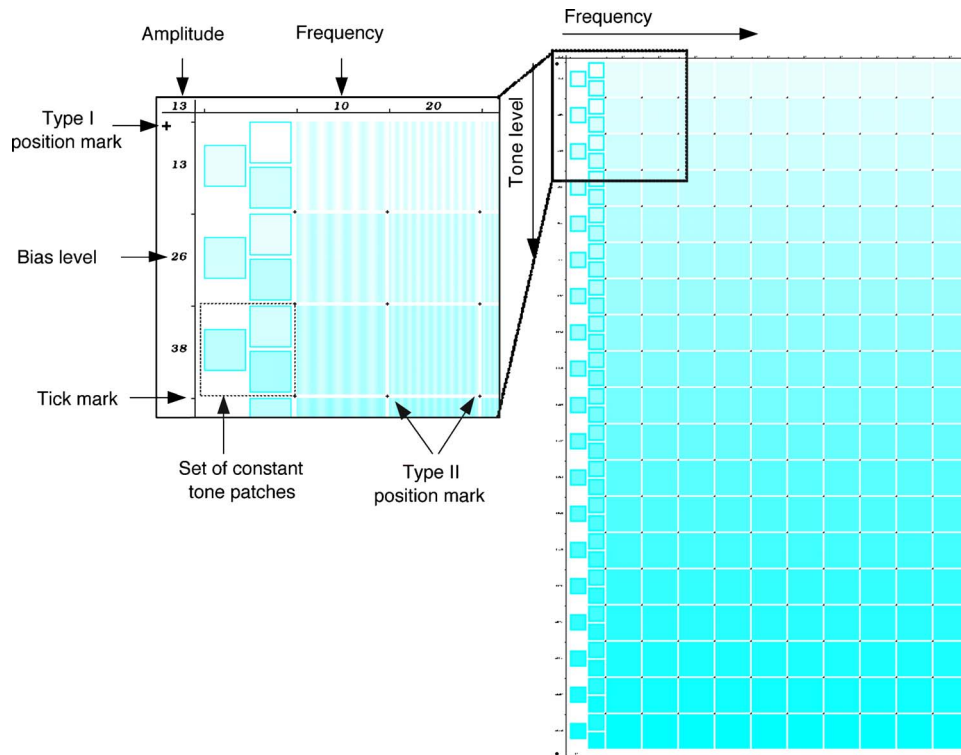 Amplitude
Frequency
Frequency
13
10
20
Type I
position mark
13
Tone level
Bias level
26
38
Tick mark
Set of constant
tone patches
Type II
position mark